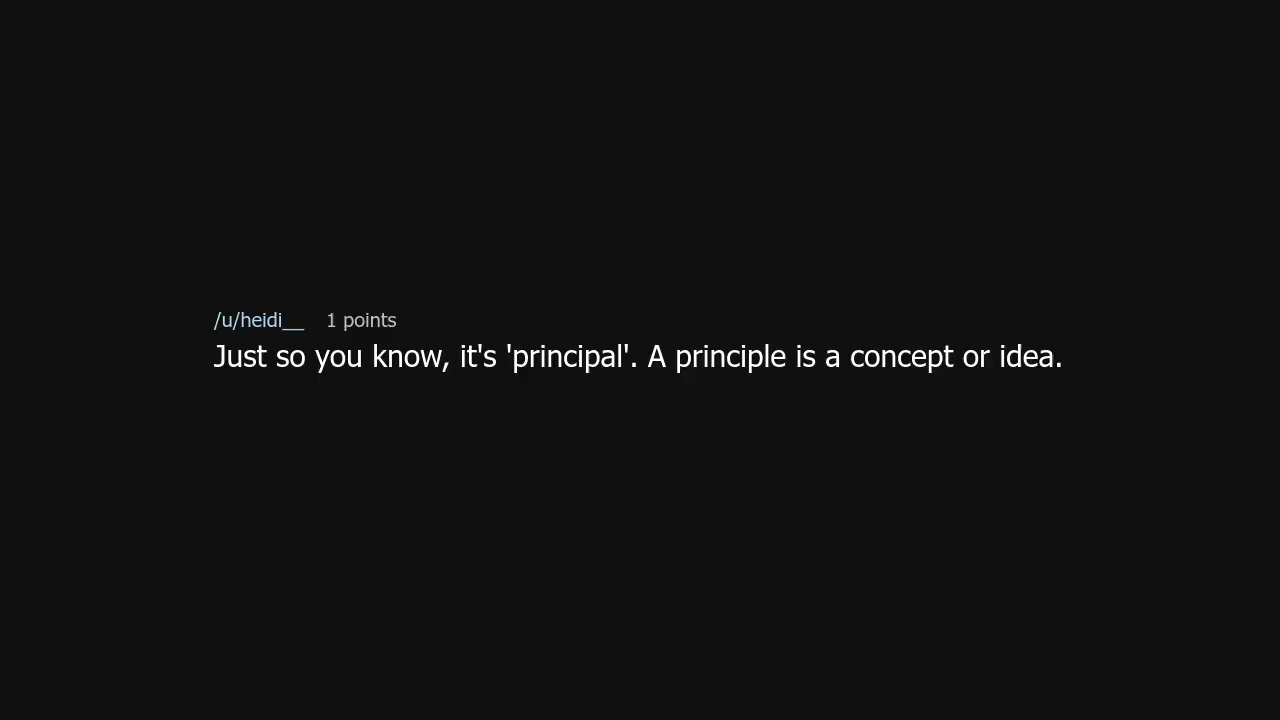 /u/heidi__ 1 points
Just so you know, it's 'principal'. A principle is a concept or idea.